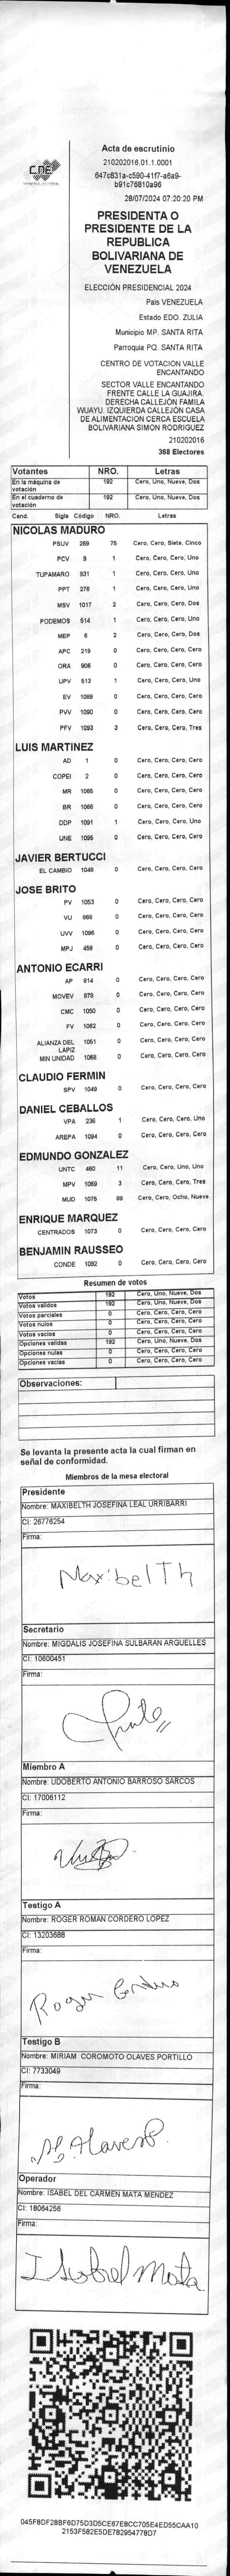 CNE
Acta de escrutinio
210202016.01.1.0001
647c831a-c590-41f7-a6a9-
b91c76810a96
28/07/2024 07:20:20 PM
PRESIDENTA O
PRESIDENTE DE LA
REPUBLICA
BOLIVARIANA DE
VENEZUELA
ELECCIÓN PRESIDENCIAL 2024
País VENEZUELA
Estado EDO. ZULIA
Municipio MP. SANTA RITA
Parroquia PQ. SANTA RITA
CENTRO DE VOTACION VALLE
ENCANTANDO
SECTOR VALLE ENCANTANDO
FRENTE CALLE LA GUAJIRA.
DERECHA CALLEJÓN FAMILA
WUAYU. IZQUIERDA CALLEJÓN CASA
DE ALIMENTACION CERCA ESCUELA
BOLIVARIANA SIMON RODRIGUEZ
210202016
368 Electores
Votantes NRO. Letras
En la máquina de votación 192 Cero, Uno, Nueve, Dos
En el cuaderno de votación 192 Cero, Uno, Nueve, Dos
Cand. Sigla Código NRO. Letras
NICOLAS MADURO
PSUV 269 75 Cero, Cero, Siete, Cinco
PCV 9 1 Cero, Cero, Cero, Uno
TUPAMARO 931 1 Cero, Cero, Cero, Uno
PPT 276 1 Cero, Cero, Cero, Uno
MSV 1017 2 Cero, Cero, Cero, Dos
PODEMOS 514 1 Cero, Cero, Cero, Uno
MEP 6 2 Cero, Cero, Cero, Dos
APC 219 0 Cero, Cero, Cero, Cero
ORA 906 0 Cero, Cero, Cero, Cero
UPV 513 1 Cero, Cero, Cero, Uno
EV 1089 0 Cero, Cero, Cero, Cero
PVV 1090 0 Cero, Cero, Cero, Cero
PFV 1093 3 Cero, Cero, Cero, Tres
LUIS MARTINEZ
AD 1 0 Cero, Cero, Cero, Cero
COPEI 2 0 Cero, Cero, Cero, Cero
MR 1065 0 Cero, Cero, Cero, Cero
BR 1066 0 Cero, Cero, Cero, Cero
DDP 1091 1 Cero, Cero, Cero, Uno
UNE 1095 0 Cero, Cero, Cero, Cero
JAVIER BERTUCCI
EL CAMBIO 1048 0 Cero, Cero, Cero, Cero
JOSE BRITO
PV 1053 0 Cero, Cero, Cero, Cero
VU 968 0 Cero, Cero, Cero, Cero
UVV 1096 0 Cero, Cero, Cero, Cero
MPJ 458 0 Cero, Cero, Cero, Cero
ANTONIO ECARRI
AP 814 0 Cero, Cero, Cero, Cero
MOVEV 878 0 Cero, Cero, Cero, Cero
CMC 1050 0 Cero, Cero, Cero, Cero
FV 1062 0 Cero, Cero, Cero, Cero
ALIANZA DEL LAPIZ 1051 0 Cero, Cero, Cero, Cero
MIN UNIDAD 1068 0 Cero, Cero, Cero, Cero
CLAUDIO FERMIN
SPV 1049 0 Cero, Cero, Cero, Cero
DANIEL CEBALLOS
VPA 236 1 Cero, Cero, Cero, Uno
AREPA 1094 0 Cero, Cero, Cero, Cero
EDMUNDO GONZALEZ
UNTC 460 11 Cero, Cero, Uno, Uno
MPV 1069 3 Cero, Cero, Cero, Tres
MUD 1075 89 Cero, Cero, Ocho, Nueve
ENRIQUE MARQUEZ
CENTRADOS 1073 0 Cero, Cero, Cero, Cero
BENJAMIN RAUSSEO
CONDE 1092 0 Cero, Cero, Cero, Cero
Resumen de votos
Votos 192 Cero, Uno, Nueve, Dos
Votos validos 192 Cero, Uno, Nueve, Dos
Votos parciales 0 Cero, Cero, Cero, Cero
Votos nulos 0 Cero, Cero, Cero, Cero
Votos vacios 0 Cero, Cero, Cero, Cero
Opciones validas 192 Cero, Uno, Nueve, Dos
Opciones nulas 0 Cero, Cero, Cero, Cero
Opciones vacias 0 Cero, Cero, Cero, Cero
Observaciones:
Se levanta la presente acta la cual firman en
señal de conformidad.
Miembros de la mesa electoral
Presidente
Nombre: MAXIBELTH JOSEFINA LEAL URRIBARRI
CI: 26776254
Firma:
MaxibelTh
Secretario
Nombre: MIGDALIS JOSEFINA SULBARAN ARGUELLES
CI: 10600451
Firma:
Miembro A
Nombre: UDOBERTO ANTONIO BARROSO SARCOS
CI: 17006112
Firma:
Testigo A
Nombre: ROGER ROMAN CORDERO LOPEZ
CI: 13203688
Firma:
Roger Cordero
Testigo B
Nombre: MIRIAM COROMOTO OLAVES PORTILLO
CI: 7733049
Firma:
Operador
Nombre: ISABEL DEL CARMEN MATA MENDEZ
CI: 18064256
Firma:
Isabel Mata
045F8DF28BF6D75D3D5CE67E8CC705E4ED55CAA10
2153F582E5DE782954778D7